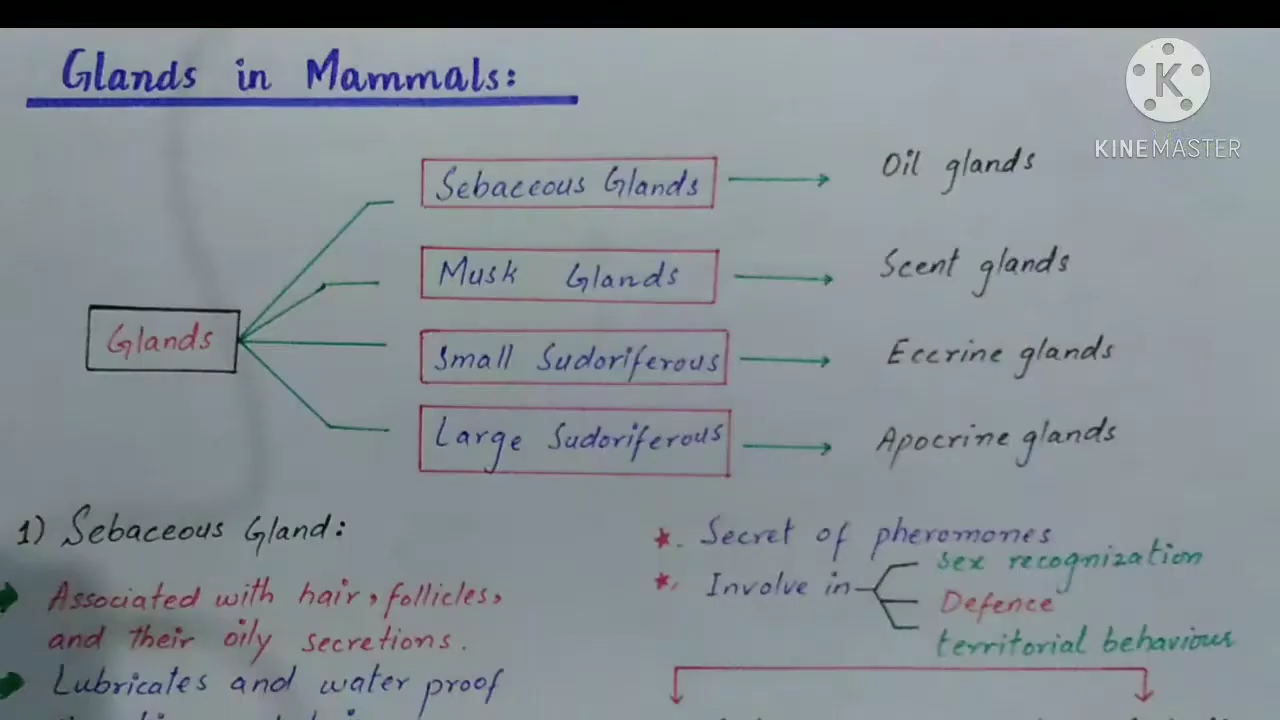 Glands in Mammals:
K
KINEMASTER
Glands
Sebaceous Glands
Oil glands
Musk Glands
Scent glands
Small Sudoriferous
Eccrine glands
Large Sudoriferous
Apocrine glands
1) Sebaceous Gland:
Associated with hair, follicles,
and their oily secretions.
Lubricates and water proof
Secret of pheromones
Involve in
sex recognization
Defence
territorial behaviour